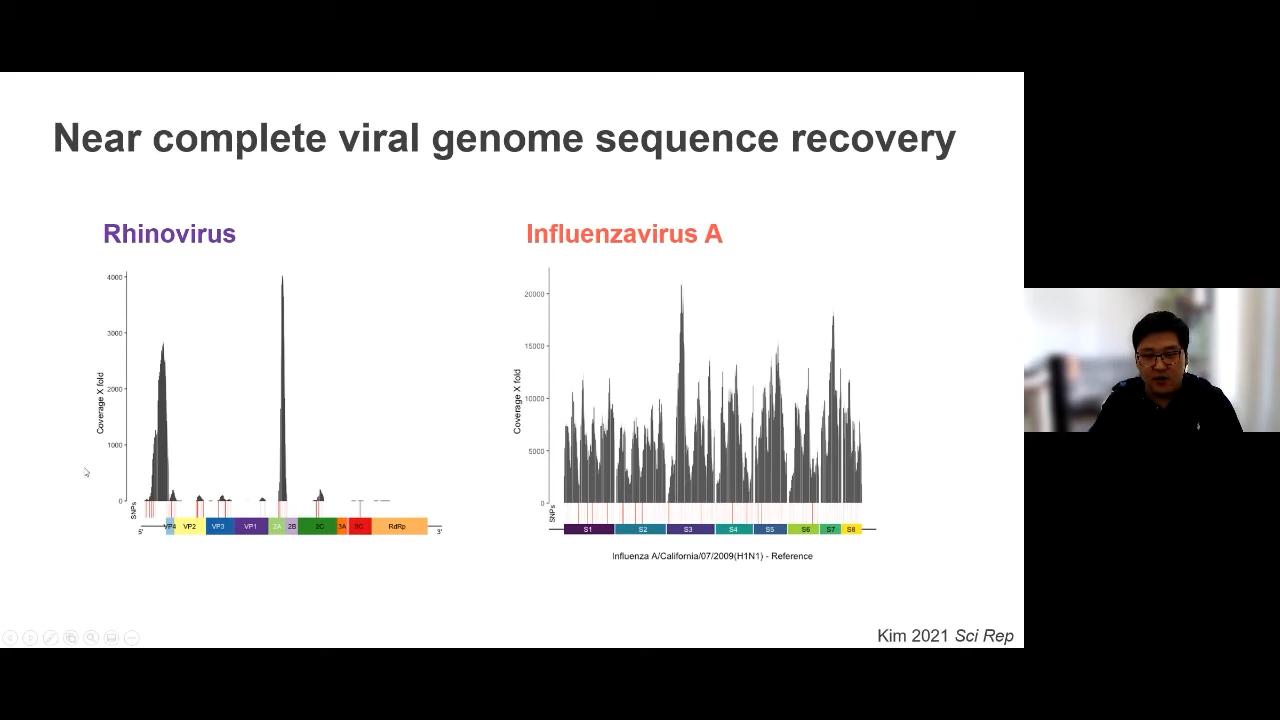 Near complete viral genome sequence recovery
Rhinovirus
4000
3000
2000
1000
0
Coverage X fold
SNPs
5'
VP4
VP2
VP3
VP1
2A
2B
2C
3A
3C
RdRp
3'
Influenzavirus A
20000
15000
10000
5000
0
Coverage X fold
SNPs
S1
S2
S3
S4
S5
S6
S7
S8
Influenza A/California/07/2009(H1N1) - Reference
Kim 2021 Sci Rep